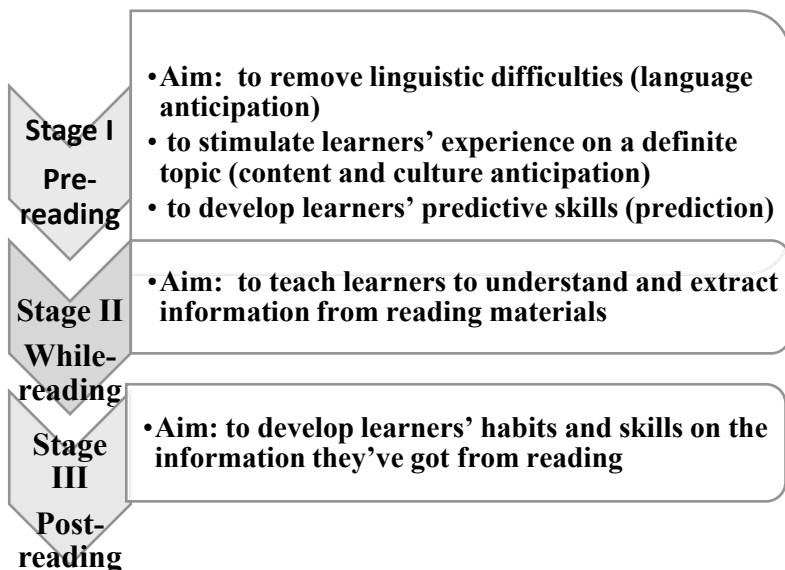 Stage I
Pre-
reading
•Aim: to remove linguistic difficulties (language
anticipation)
• to stimulate learners' experience on a definite
topic (content and culture anticipation)
• to develop learners' predictive skills (prediction)
Stage II
While-
reading
•Aim: to teach learners to understand and extract
information from reading materials
Stage
III
Post-
reading
•Aim: to develop learners' habits and skills on the
information they've got from reading